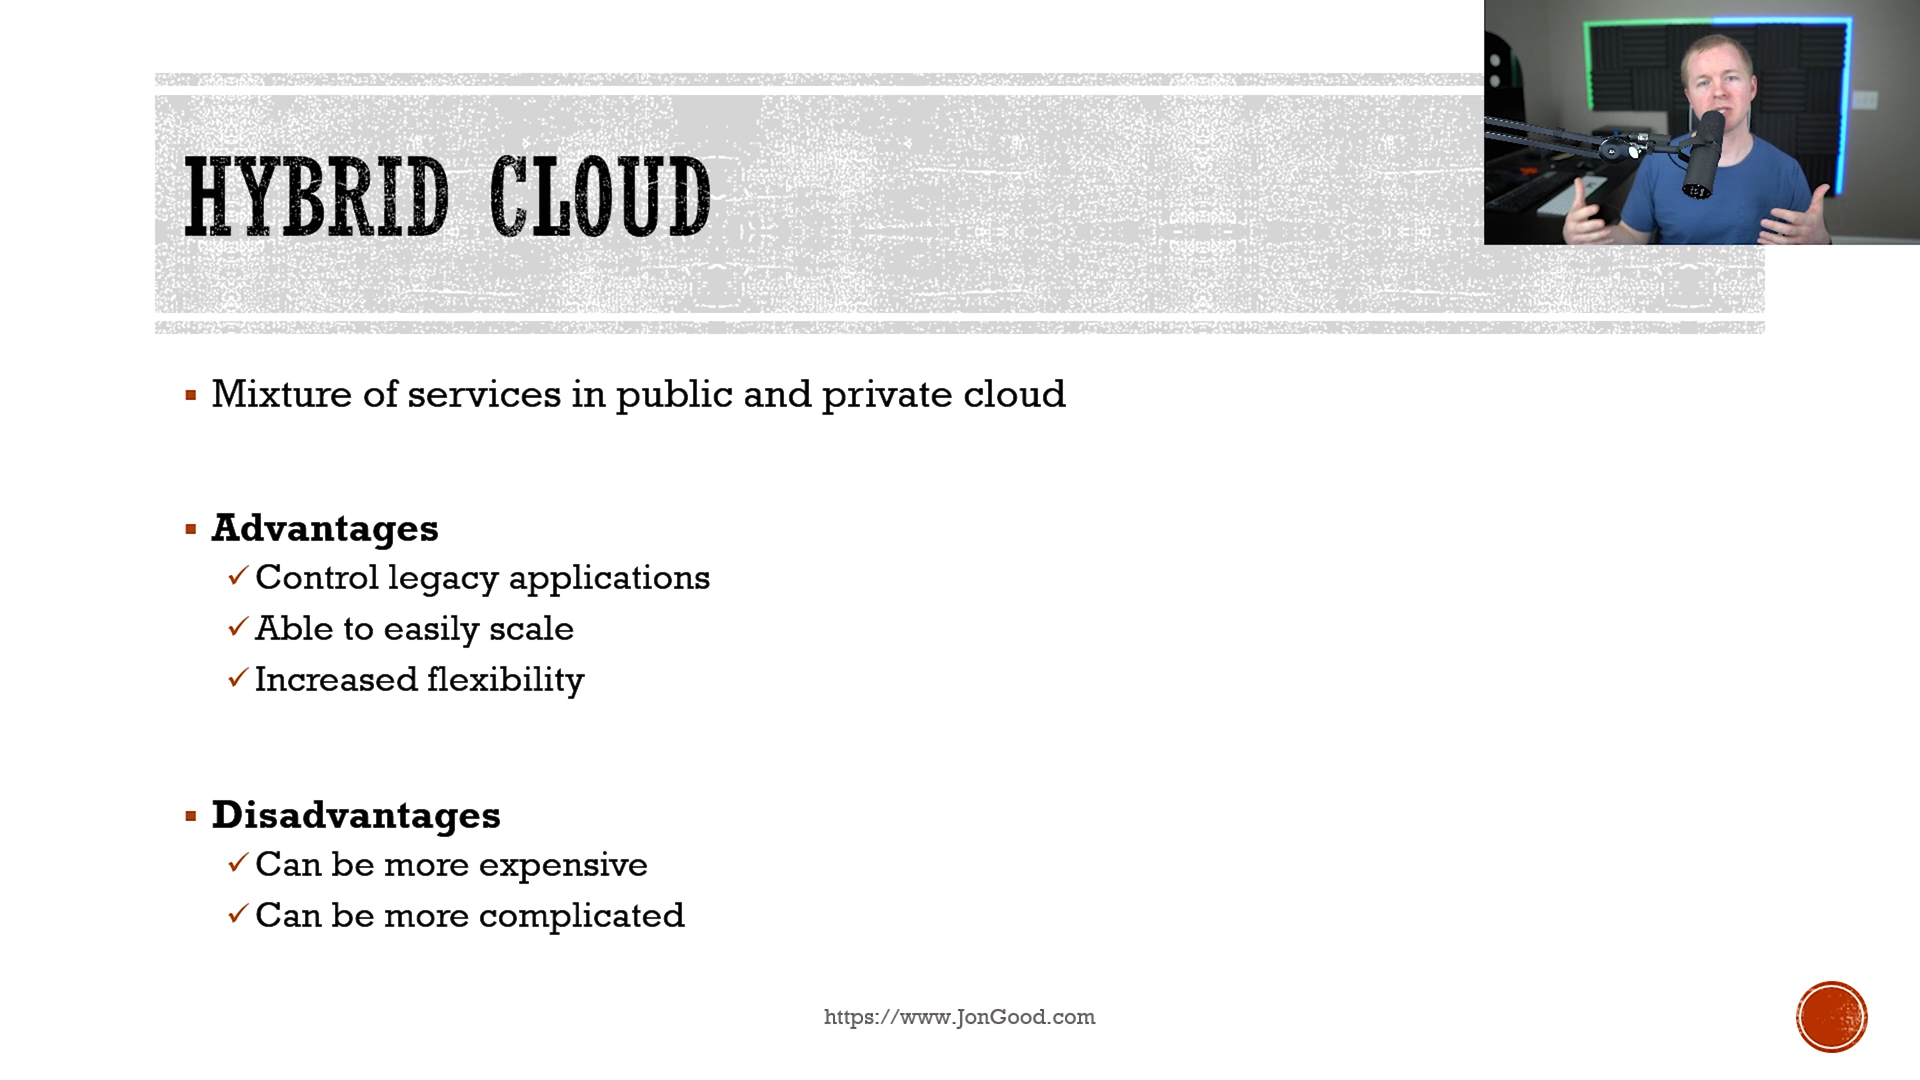 HYBRID CLOUD
Mixture of services in public and private cloud
Advantages
Control legacy applications
Able to easily scale
Increased flexibility
Disadvantages
Can be more expensive
Can be more complicated
https://www.JonGood.com